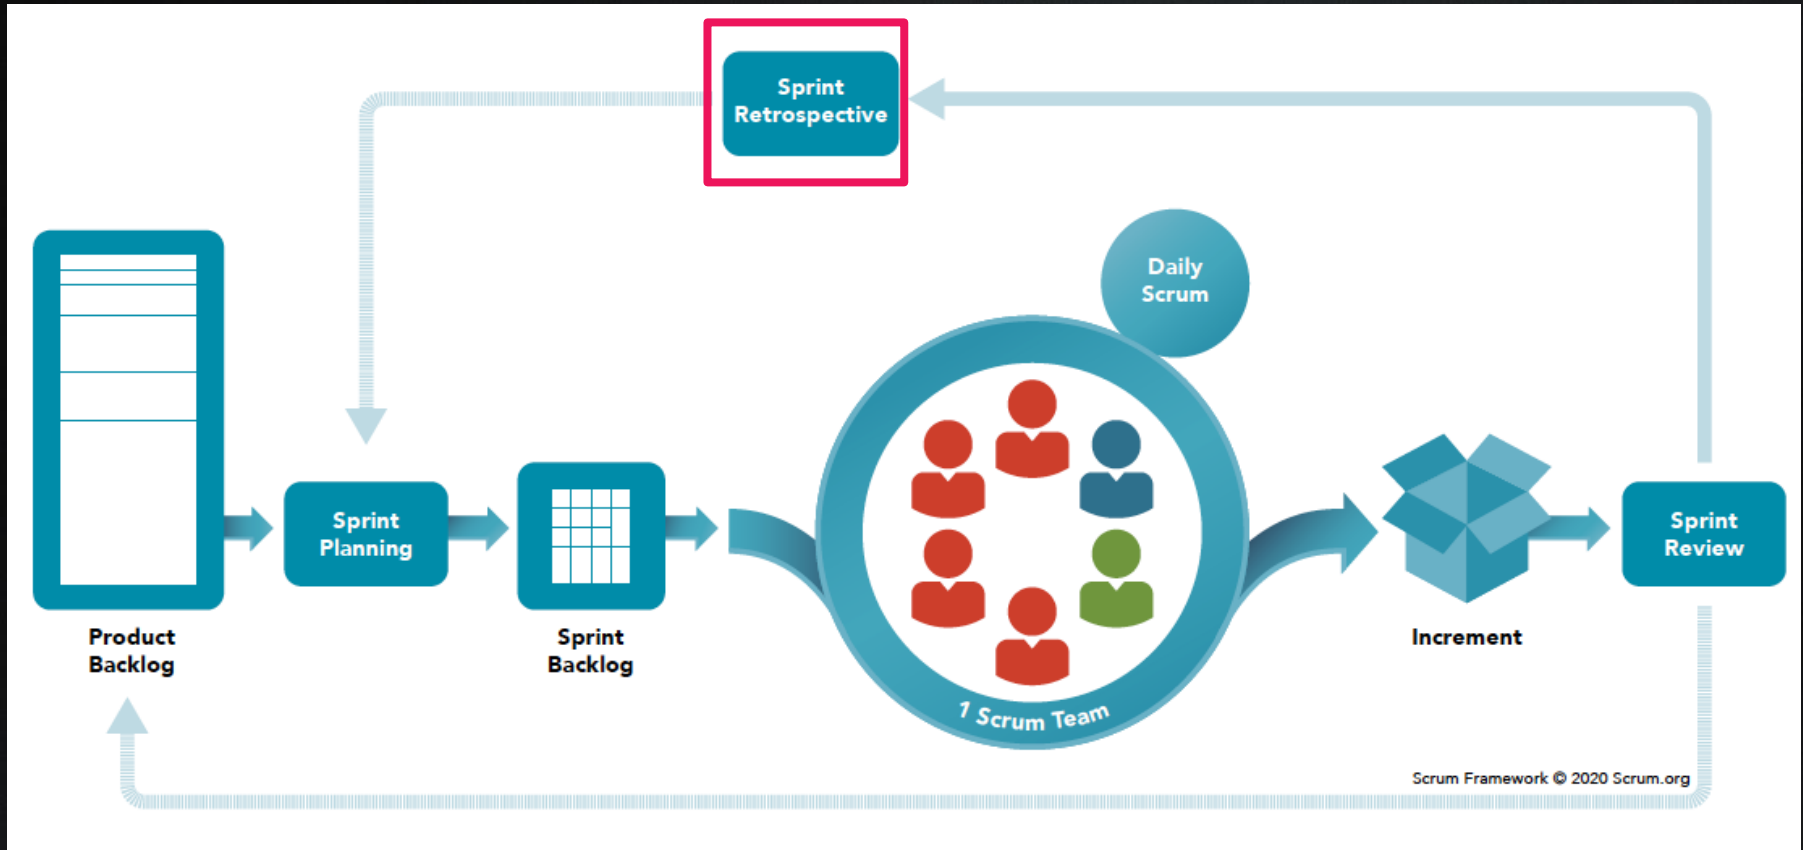 Sprint
Retrospective
Daily
Scrum
Sprint
Planning
Sprint
Review
Product
Backlog
Sprint
Backlog
Increment
1 Scrum Team
Scrum Framework © 2020 Scrum.org